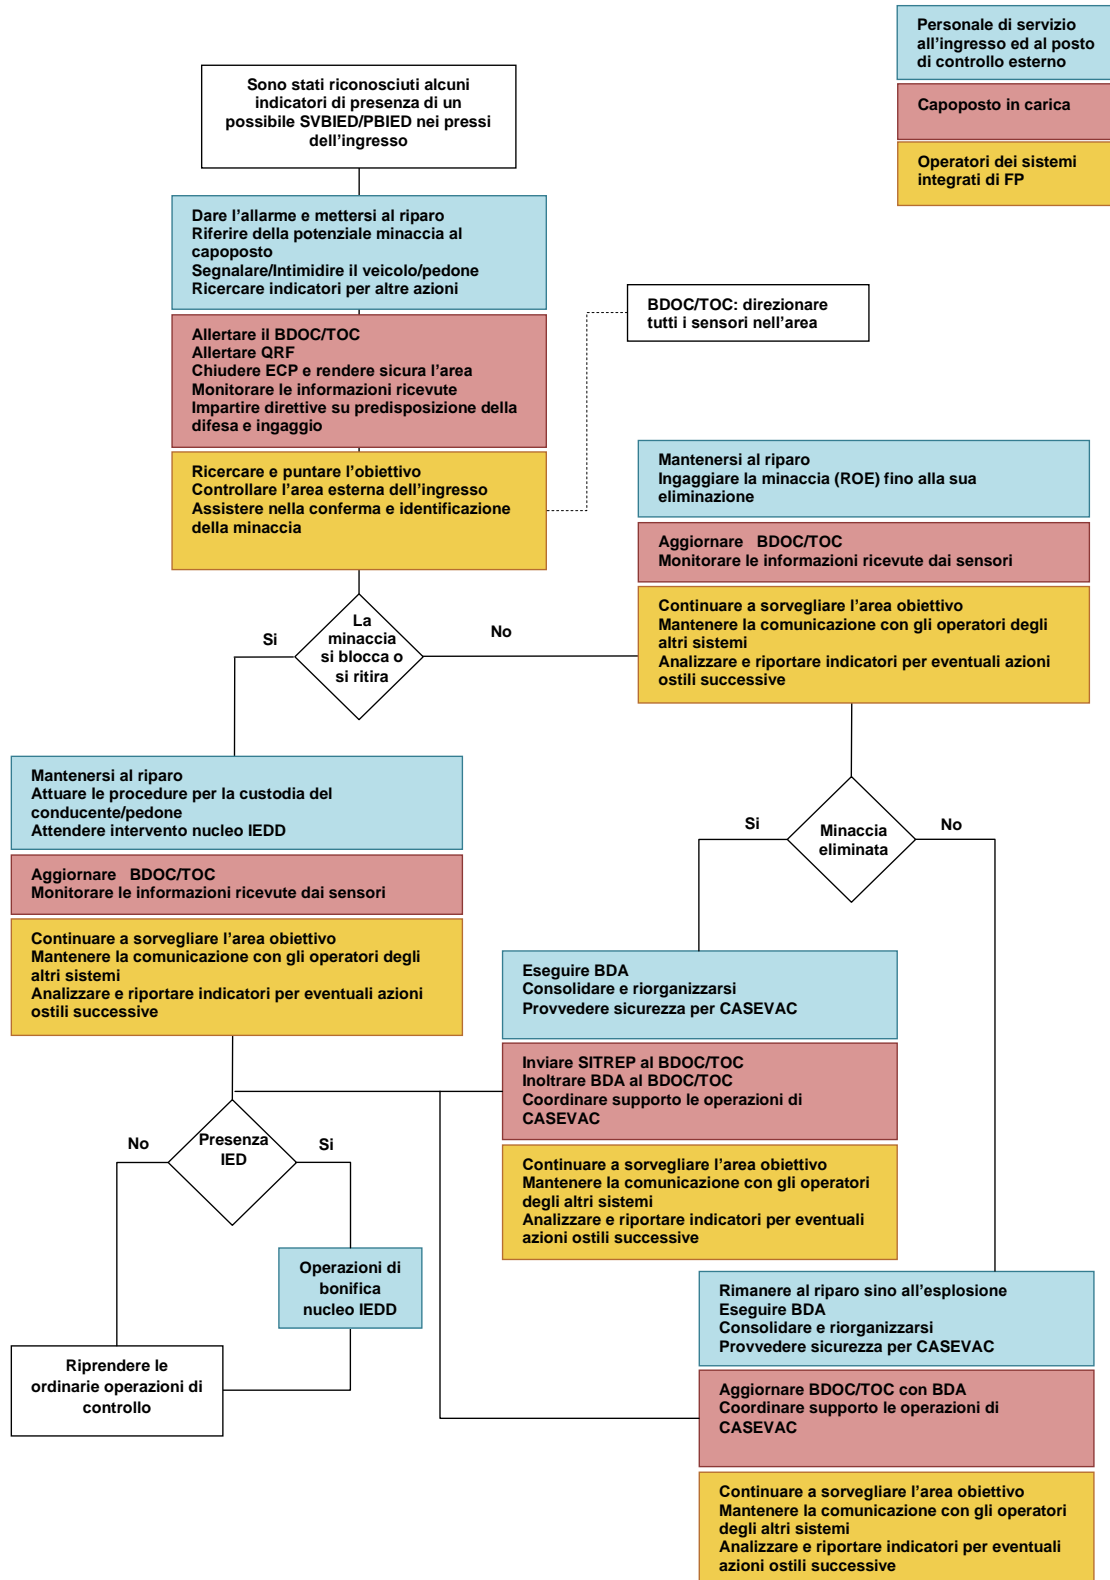 Personale di servizio
all’ingresso ed al posto
di controllo esterno
Capoposto in carica
Operatori dei sistemi
integrati di FP
Sono stati riconosciuti alcuni
indicatori di presenza di un
possibile SVBIED/PBIED nei pressi
dell’ingresso
Dare l’allarme e mettersi al riparo
Riferire della potenziale minaccia al
capoposto
Segnalare/Intimidire il veicolo/pedone
Ricercare indicatori per altre azioni
BDOC/TOC: direzionare
tutti i sensori nell’area
Allertare il BDOC/TOC
Allertare QRF
Chiudere ECP e rendere sicura l’area
Monitorare le informazioni ricevute
Impartire direttive su predisposizione della
difesa e ingaggio
Ricercare e puntare l’obiettivo
Controllare l’area esterna dell’ingresso
Assistere nella conferma e identificazione
della minaccia
Mantenersi al riparo
Ingaggiare la minaccia (ROE) fino alla sua
eliminazione
Aggiornare BDOC/TOC
Monitorare le informazioni ricevute dai sensori
Continuare a sorvegliare l’area obiettivo
Mantenere la comunicazione con gli operatori degli
altri sistemi
Analizzare e riportare indicatori per eventuali azioni
ostili successive
La
minaccia
si blocca o
si ritira
Si
No
Mantenersi al riparo
Attuare le procedure per la custodia del
conducente/pedone
Attendere intervento nucleo IEDD
Aggiornare BDOC/TOC
Monitorare le informazioni ricevute dai sensori
Continuare a sorvegliare l’area obiettivo
Mantenere la comunicazione con gli operatori degli
altri sistemi
Analizzare e riportare indicatori per eventuali azioni
ostili successive
Si
Minaccia
eliminata
No
Eseguire BDA
Consolidare e riorganizzarsi
Provvedere sicurezza per CASEVAC
Inviare SITREP al BDOC/TOC
Inoltrare BDA al BDOC/TOC
Coordinare supporto le operazioni di
CASEVAC
Continuare a sorvegliare l’area obiettivo
Mantenere la comunicazione con gli operatori
degli altri sistemi
Analizzare e riportare indicatori per eventuali
azioni ostili successive
No
Presenza
IED
Si
Operazioni di
bonifica
nucleo IEDD
Riprendere le
ordinarie operazioni di
controllo
Rimanere al riparo sino all’esplosione
Eseguire BDA
Consolidare e riorganizzarsi
Provvedere sicurezza per CASEVAC
Aggiornare BDOC/TOC con BDA
Coordinare supporto le operazioni di
CASEVAC
Continuare a sorvegliare l’area obiettivo
Mantenere la comunicazione con gli operatori
degli altri sistemi
Analizzare e riportare indicatori per eventuali
azioni ostili successive